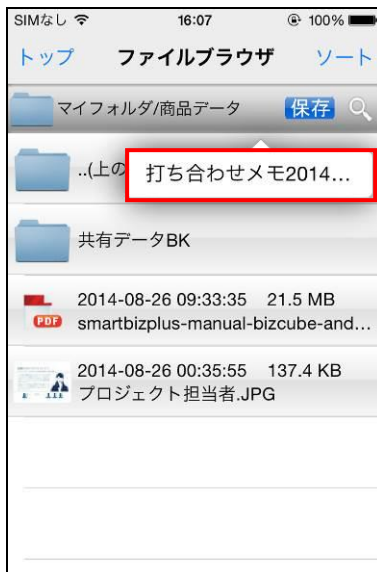 SIMなし 16:07 100%
トップ ファイルブラウザ ソート
マイフォルダ/商品データ 保存
..(上の
打ち合わせメモ2014...
共有データBK
2014-08-26 09:33:35 21.5 MB
PDF smartbizplus-manual-bizcube-and...
2014-08-26 00:35:55 137.4 KB
プロジェクト担当者.JPG